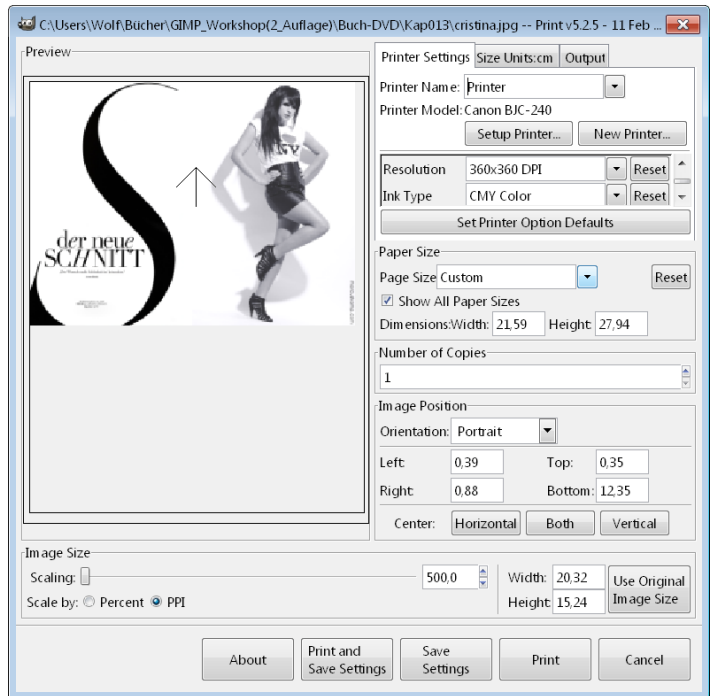 C:\Users\Wolf\Bücher\GIMP_Workshop(2_Auflage)\Buch-DVD\Kap013\cristina.jpg -- Print v5.2.5 - 11 Feb ...
Preview
der neue
SCHNITT
Printer Settings Size Units:cm Output
Printer Name: Printer
Printer Model: Canon BJC-240
Setup Printer... New Printer...
Resolution 360x360 DPI Reset
Ink Type CMY Color Reset
Set Printer Option Defaults
Paper Size
Page Size Custom Reset
Show All Paper Sizes
Dimensions:Width: 21,59 Height: 27,94
Number of Copies
1
Image Position
Orientation: Portrait
Left: 0,39 Top: 0,35
Right: 0,88 Bottom: 12,35
Center: Horizontal Both Vertical
Image Size
Scaling: 500,0 Width: 20,32 Use Original
Scale by: Percent PPI Height: 15,24 Image Size
About Print and Save Print Cancel
Save Settings Settings